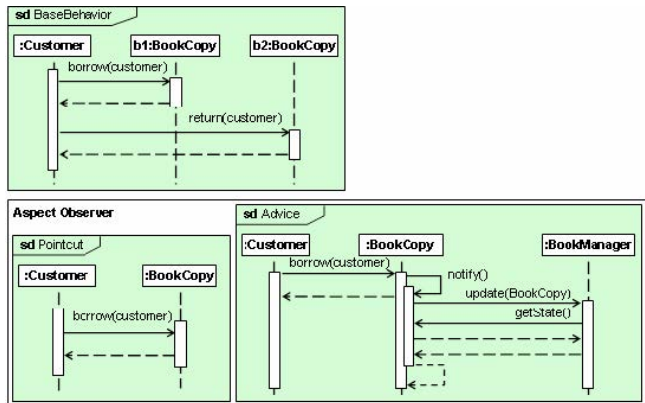 sd BaseBehavior
:Customer b1:BookCopy b2:BookCopy
borrow(customer)
return(customer)
Aspect Observer
sd Pointcut
:Customer :BookCopy
borrow(customer)
sd Advice
:Customer :BookCopy :BookManager
borrow(customer)
notify()
update(BookCopy)
getState()